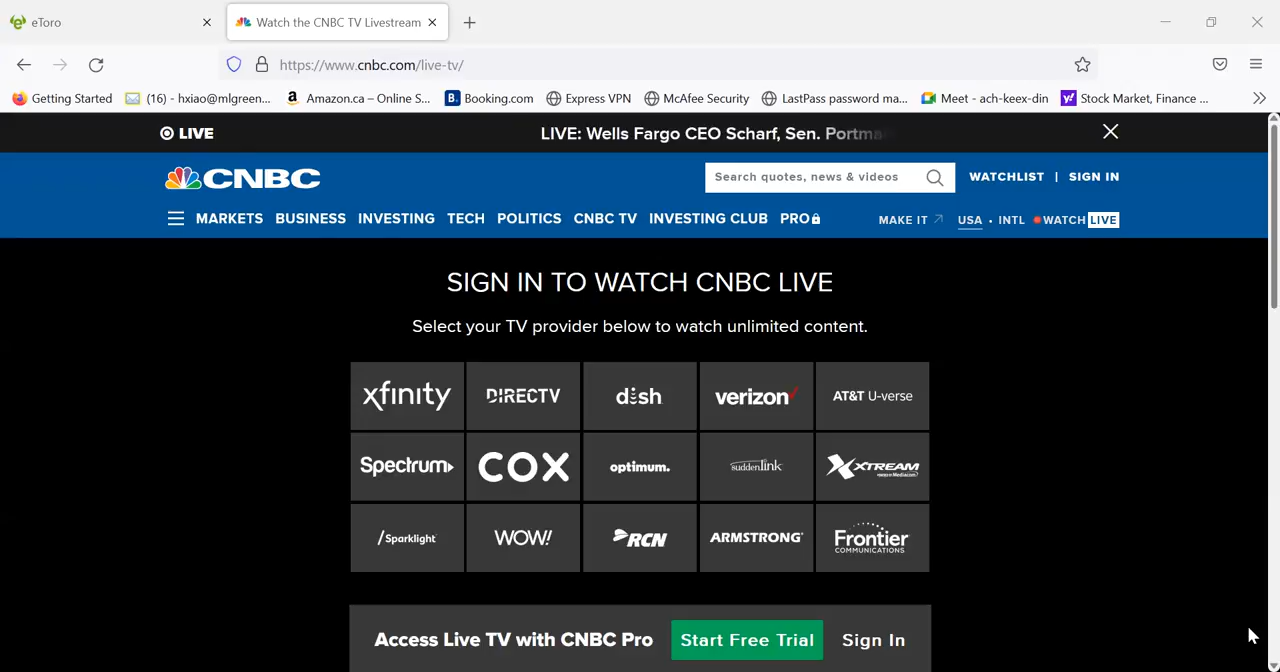 eToro
Watch the CNBC TV Livestream
https://www.cnbc.com/live-tv/
Getting Started
(16) - hxiao@mlgreen...
Amazon.ca – Online S...
Booking.com
Express VPN
McAfee Security
LastPass password ma...
Meet - ach-keex-din
Stock Market, Finance ...
LIVE
LIVE: Wells Fargo CEO Scharf, Sen. Portma
CNBC
Search quotes, news & videos
WATCHLIST | SIGN IN
MARKETS BUSINESS INVESTING TECH POLITICS CNBC TV INVESTING CLUB PRO
MAKE IT USA • INTL WATCH LIVE
SIGN IN TO WATCH CNBC LIVE
Select your TV provider below to watch unlimited content.
xfinity DIRECTV dish verizon AT&T U-verse
Spectrum COX optimum. suddenlink XTREAM
Sparklight WOW! RCN ARMSTRONG Frontier
COMMUNICATIONS
Access Live TV with CNBC Pro Start Free Trial Sign In